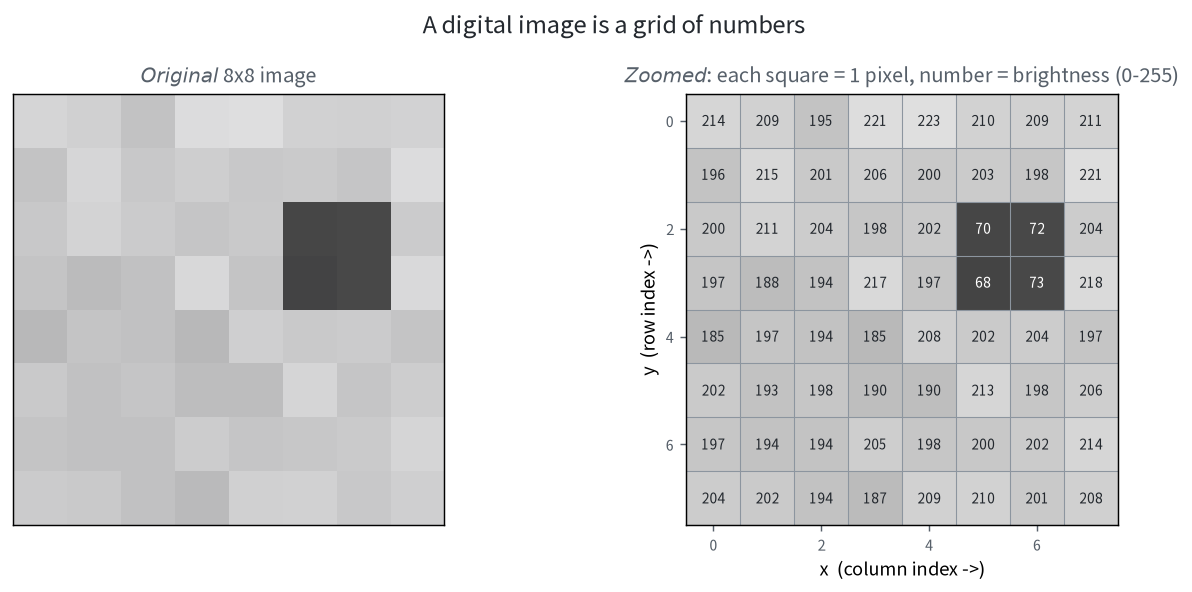 A digital image is a grid of numbers
Original 8x8 image
Zoomed: each square = 1 pixel, number = brightness (0-255)
0 214 209 195 221 223 210 209 211
196 215 201 206 200 203 198 221
2 200 211 204 198 202 70 72 204
197 188 194 217 197 68 73 218
4 185 197 194 185 208 202 204 197
202 193 198 190 190 213 198 206
6 197 194 194 205 198 200 202 214
204 202 194 187 209 210 201 208
y (row index ->)
0 2 4 6
x (column index ->)